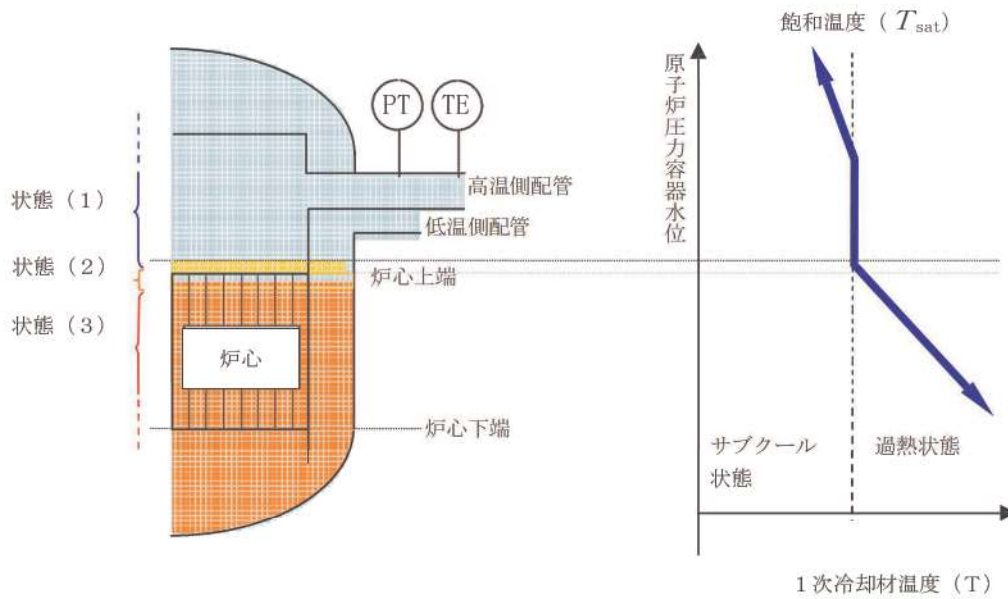 飽和温度（Tsat）
原子炉圧力容器水位
PT
TE
高温側配管
低温側配管
状態（1）
状態（2）
炉心上端
状態（3）
炉心
炉心下端
サブクール
状態
過熱状態
1次冷却材温度（T）